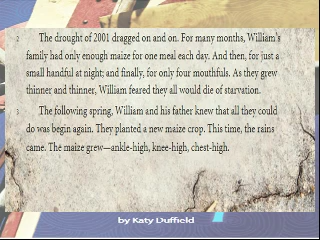 2 The drought of 2001 dragged on and on. For many months, William's
family had only enough maize for one meal each day. And then, for just a
small handful at night; and finally, for only four mouthfuls. As they grew
thinner and thinner, William feared they all would die of starvation.
3 The following spring, William and his father knew that all they could
do was begin again. They planted a new maize crop. This time, the rains
came. The maize grew—ankle-high, knee-high, chest-high.
by Katy Duffield